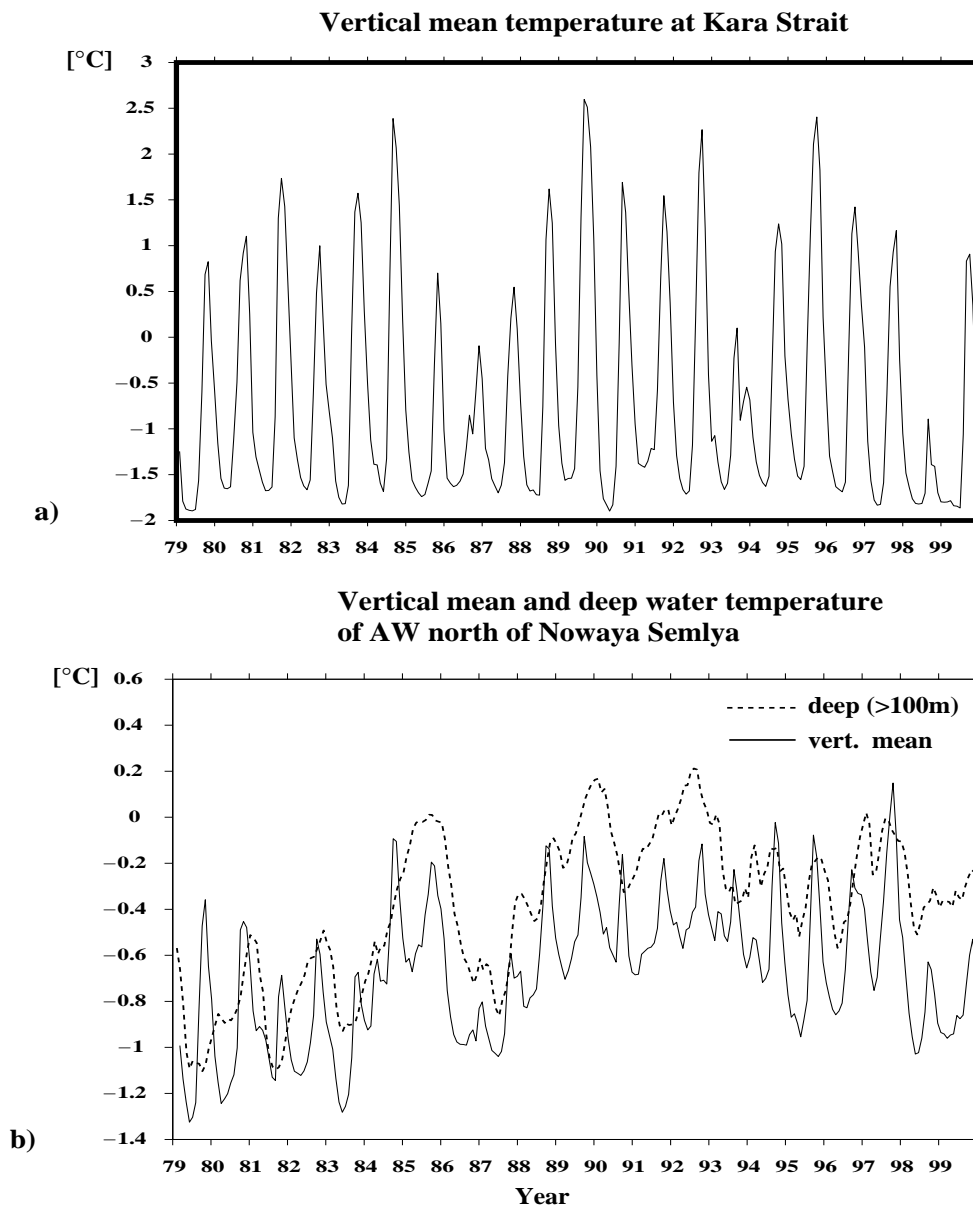 Vertical mean temperature at Kara Strait
[°C]
3
2.5
2
1.5
1
0.5
0
−0.5
−1
−1.5
−2
a)
79 80 81 82 83 84 85 86 87 88 89 90 91 92 93 94 95 96 97 98 99
Vertical mean and deep water temperature
of AW north of Nowaya Semlya
[°C]
0.6
0.4
0.2
0
−0.2
−0.4
−0.6
−0.8
−1
−1.2
−1.4
deep (>100m)
vert. mean
b)
79 80 81 82 83 84 85 86 87 88 89 90 91 92 93 94 95 96 97 98 99
Year